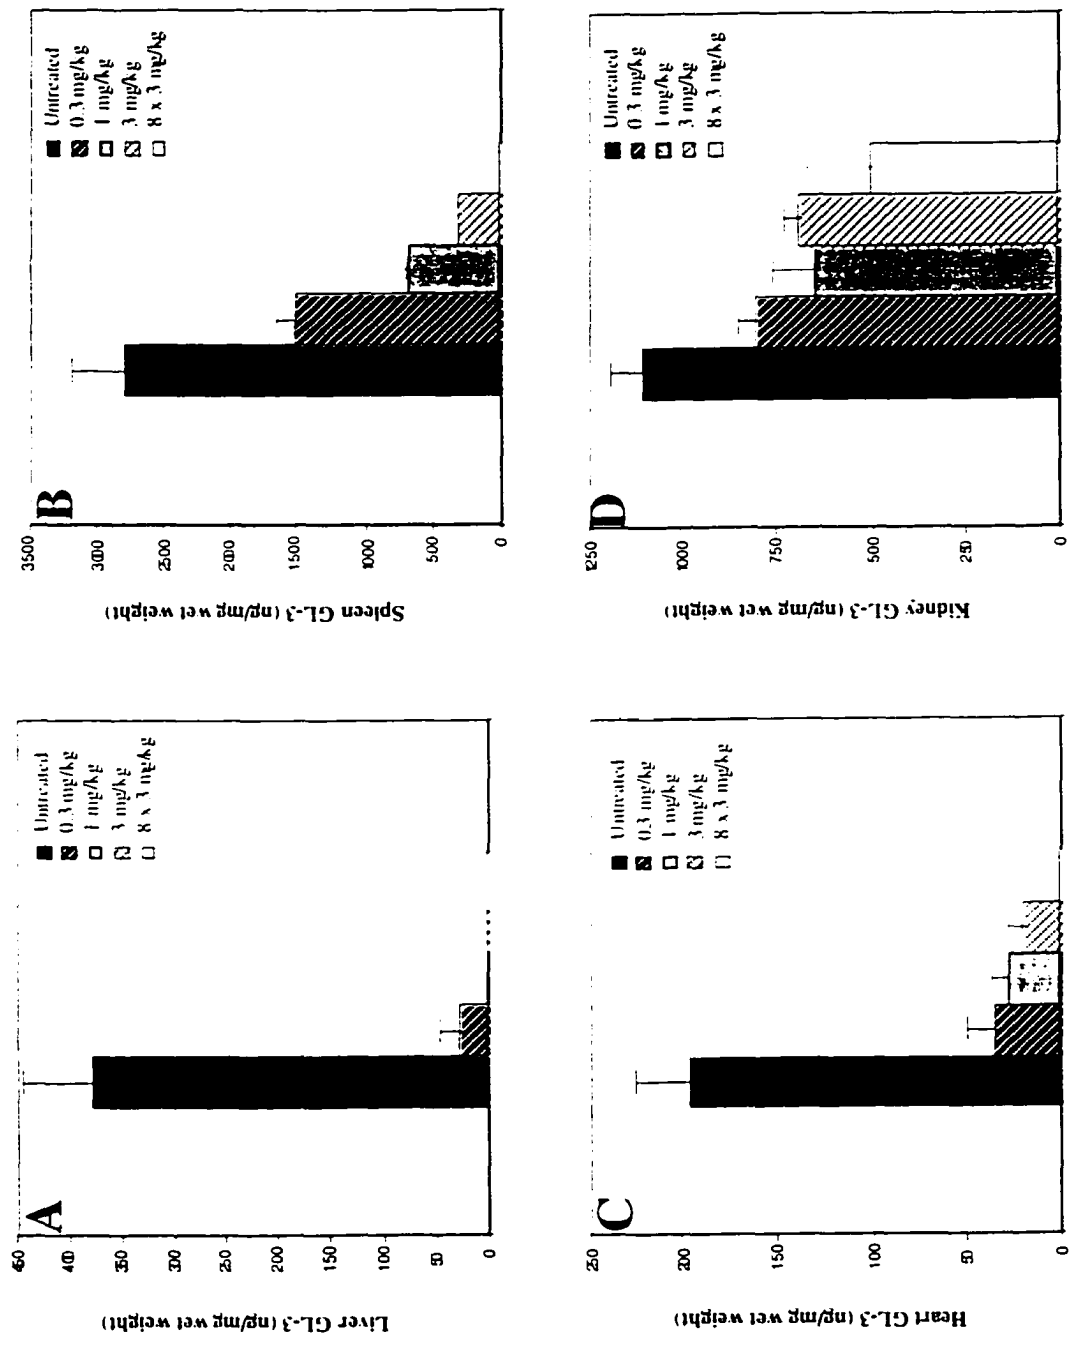 A
Liver GL-3 (ng/mg wet weight)
450
400
350
300
250
200
150
100
50
0
Untreated
0.3 mg/kg
1 mg/kg
3 mg/kg
8 x 3 mg/kg
B
Spleen GL-3 (ng/mg wet weight)
3500
3000
2500
2000
1500
1000
500
0
Untreated
0.3 mg/kg
1 mg/kg
3 mg/kg
8 x 3 mg/kg
C
Heart GL-3 (ng/mg wet weight)
250
200
150
100
50
0
Untreated
0.3 mg/kg
1 mg/kg
3 mg/kg
8 x 3 mg/kg
D
Kidney GL-3 (ng/mg wet weight)
1250
1000
750
500
250
0
Untreated
0.3 mg/kg
1 mg/kg
3 mg/kg
8 x 3 mg/kg